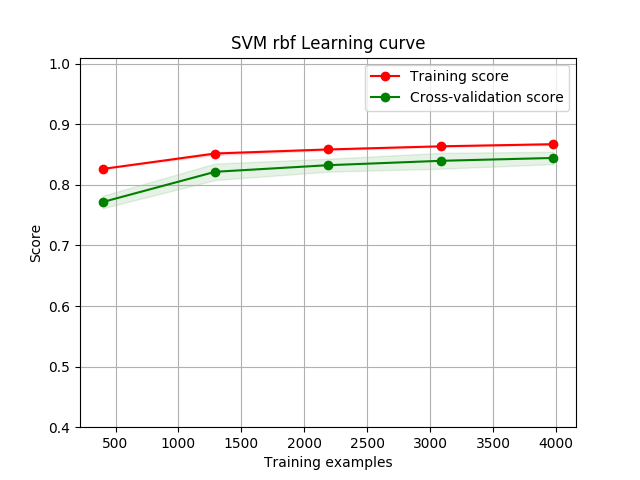 SVM rbf Learning curve
Training score
Cross-validation score
1.0
0.9
0.8
0.7
0.6
0.5
0.4
Score
500 1000 1500 2000 2500 3000 3500 4000
Training examples